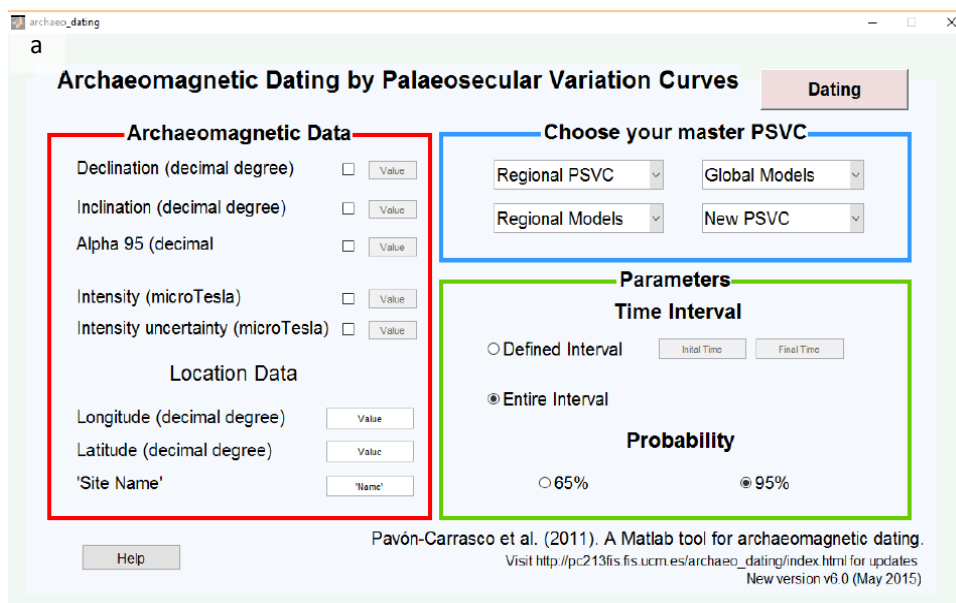 archaeo_dating
a
Archaeomagnetic Dating by Palaeosecular Variation Curves
Dating
Archaeomagnetic Data
Declination (decimal degree) Value
Inclination (decimal degree) Value
Alpha 95 (decimal Value
Intensity (microTesla) Value
Intensity uncertainty (microTesla) Value
Location Data
Longitude (decimal degree) Value
Latitude (decimal degree) Value
'Site Name' 'Name'
Help
Choose your master PSVC
Regional PSVC Global Models
Regional Models New PSVC
Parameters
Time Interval
Defined Interval Inital Time Final Time
Entire Interval
Probability
65% 95%
Pavón-Carrasco et al. (2011). A Matlab tool for archaeomagnetic dating.
Visit http://pc213fis.fis.ucm.es/archaeo_dating/index.html for updates
New version v6.0 (May 2015)